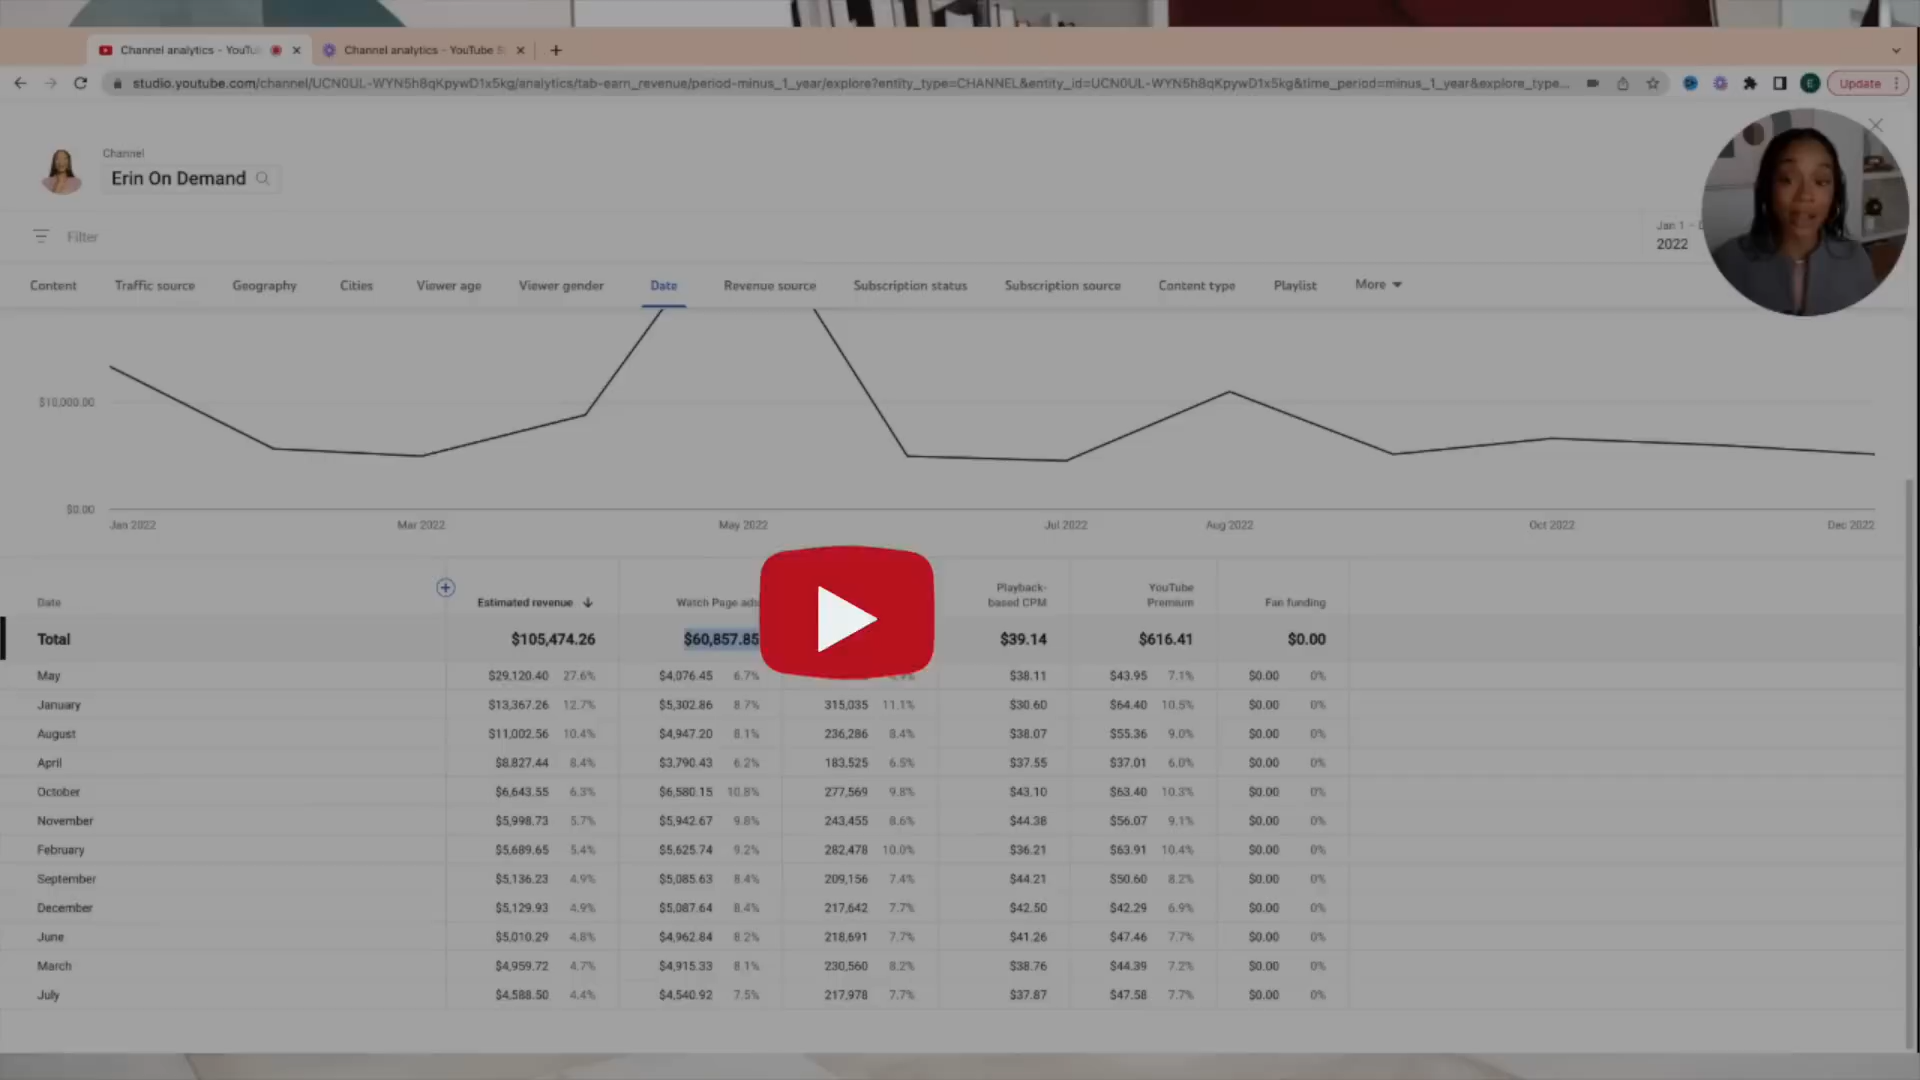 Channel analytics - YouTu
Channel analytics - YouTube S
studio.youtube.com/channel/UCN0UL-WYN5h8qKpywD1x5kg/analytics/tab-earn_revenue/period-minus_1_year/explore?entity_type=CHANNEL&entity_id=UCN0UL-WYN5h8qKpywD1x5kg&time_period=minus_1_year&explore_type...
E
Update
Channel
Erin On Demand
Filter
Jan 1 –
2022
Content Traffic source Geography Cities Viewer age Viewer gender Date Revenue source Subscription status Subscription source Content type Playlist More
$10,000.00
$0.00
Jan 2022 Mar 2022 May 2022 Jul 2022 Aug 2022 Oct 2022 Dec 2022
Date Estimated revenue Watch Page ads Playback-based CPM YouTube Premium Fan funding
Total $105,474.26 $60,857.85 $39.14 $616.41 $0.00
May $29,120.40 27.6% $4,076.45 6.7% $38.11 $43.95 7.1% $0.00 0%
January $13,367.26 12.7% $5,302.86 8.7% 315,035 11.1% $30.60 $64.40 10.5% $0.00 0%
August $11,002.56 10.4% $4,947.20 8.1% 236,286 8.4% $38.07 $55.36 9.0% $0.00 0%
April $8,827.44 8.4% $3,790.43 6.2% 183,525 6.5% $37.55 $37.01 6.0% $0.00 0%
October $6,643.55 6.3% $6,580.15 10.8% 277,569 9.8% $43.10 $63.40 10.3% $0.00 0%
November $5,998.73 5.7% $5,942.67 9.8% 243,455 8.6% $44.38 $56.07 9.1% $0.00 0%
February $5,689.65 5.4% $5,625.74 9.2% 282,478 10.0% $36.21 $63.91 10.4% $0.00 0%
September $5,136.23 4.9% $5,085.63 8.4% 209,156 7.4% $44.21 $50.60 8.2% $0.00 0%
December $5,129.93 4.9% $5,087.64 8.4% 217,642 7.7% $42.50 $42.29 6.9% $0.00 0%
June $5,010.29 4.8% $4,962.84 8.2% 218,691 7.7% $41.26 $47.46 7.7% $0.00 0%
March $4,959.72 4.7% $4,915.33 8.1% 230,560 8.2% $38.76 $44.39 7.2% $0.00 0%
July $4,588.50 4.4% $4,540.92 7.5% 217,978 7.7% $37.87 $47.58 7.7% $0.00 0%